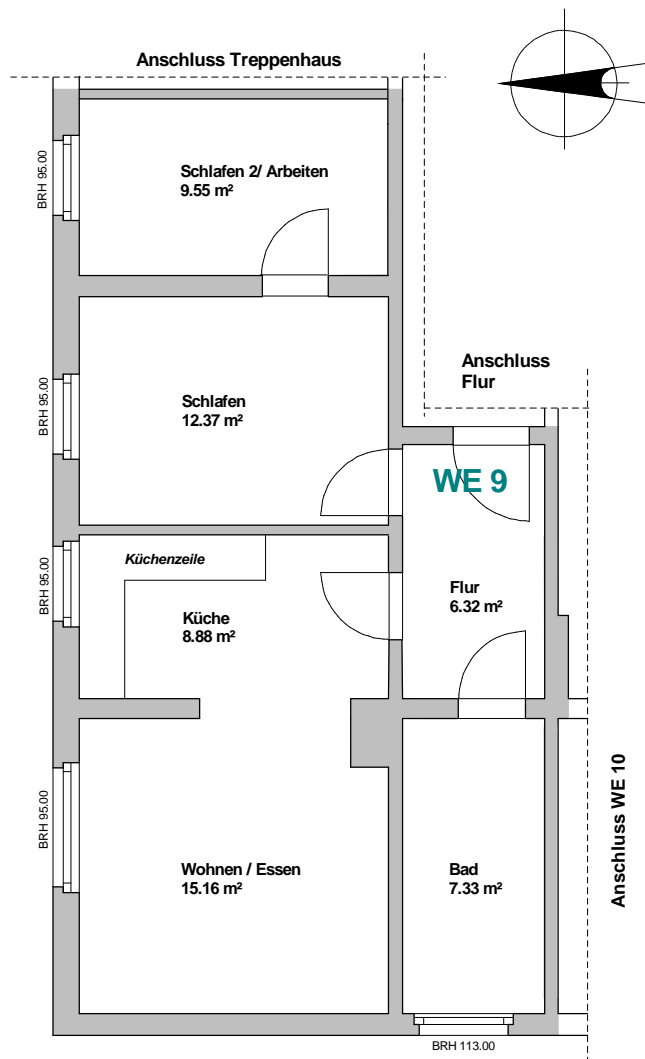 Anschluss Treppenhaus
BRH 95.00
Schlafen 2/ Arbeiten
9.55 m²
Anschluss
Flur
BRH 95.00
Schlafen
12.37 m²
WE 9
BRH 95.00
Küchenzeile
Küche
8.88 m²
Flur
6.32 m²
BRH 95.00
Wohnen / Essen
15.16 m²
Bad
7.33 m²
Anschluss WE 10
BRH 113.00